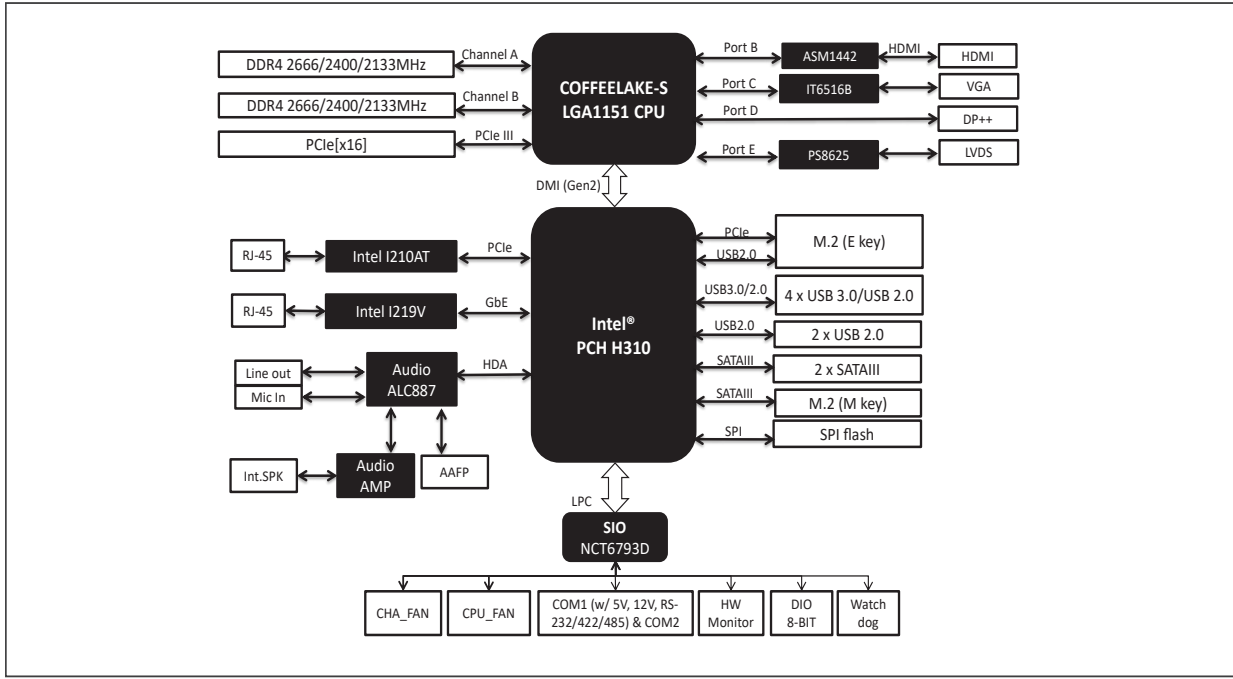 DDR4 2666/2400/2133MHz
Channel A
DDR4 2666/2400/2133MHz
Channel B
PCIe[x16]
PCIe III
COFFEELAKE-S
LGA1151 CPU
Port B
ASM1442
HDMI
HDMI
Port C
IT6516B
VGA
Port D
DP++
Port E
PS8625
LVDS
DMI (Gen2)
RJ-45
Intel I210AT
PCIe
RJ-45
Intel I219V
GbE
Line out
Mic In
Audio
ALC887
HDA
Int.SPK
Audio
AMP
AAFP
Intel®
PCH H310
PCIe
USB2.0
M.2 (E key)
USB3.0/2.0
4 x USB 3.0/USB 2.0
USB2.0
2 x USB 2.0
SATAIII
2 x SATAIII
SATAIII
M.2 (M key)
SPI
SPI flash
LPC
SIO
NCT6793D
CHA_FAN
CPU_FAN
COM1 (w/ 5V, 12V, RS-
232/422/485) & COM2
HW
Monitor
DIO
8-BIT
Watch
dog